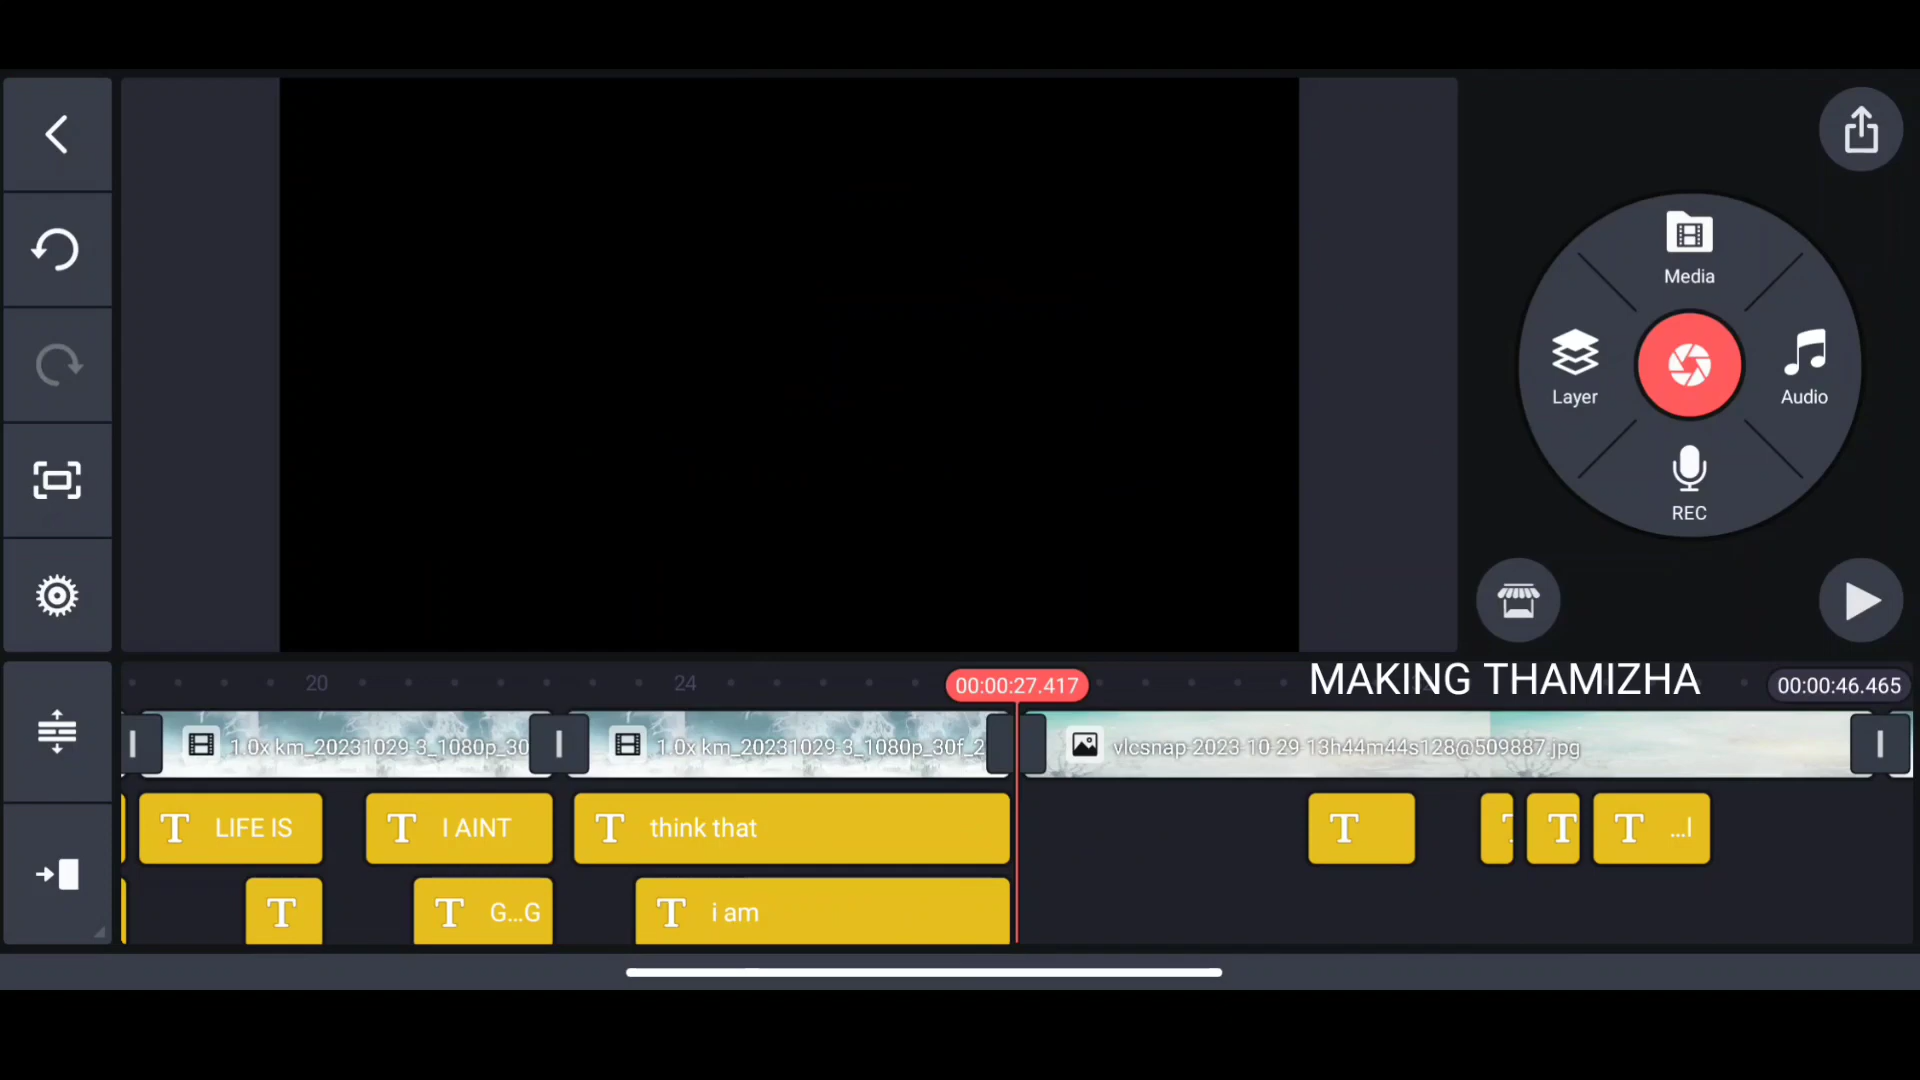 Media
Layer
Audio
REC
20
24
00:00:27.417
MAKING THAMIZHA
00:00:46.465
1.0x km_20231029-3_1080p_30
1.0x km_20231029-3_1080p_30f_2
vlcsnap-2023-10-29-13h44m44s128@509887.jpg
T LIFE IS
T I AINT
T think that
T
T
T ...I
T
T G...G
T i am